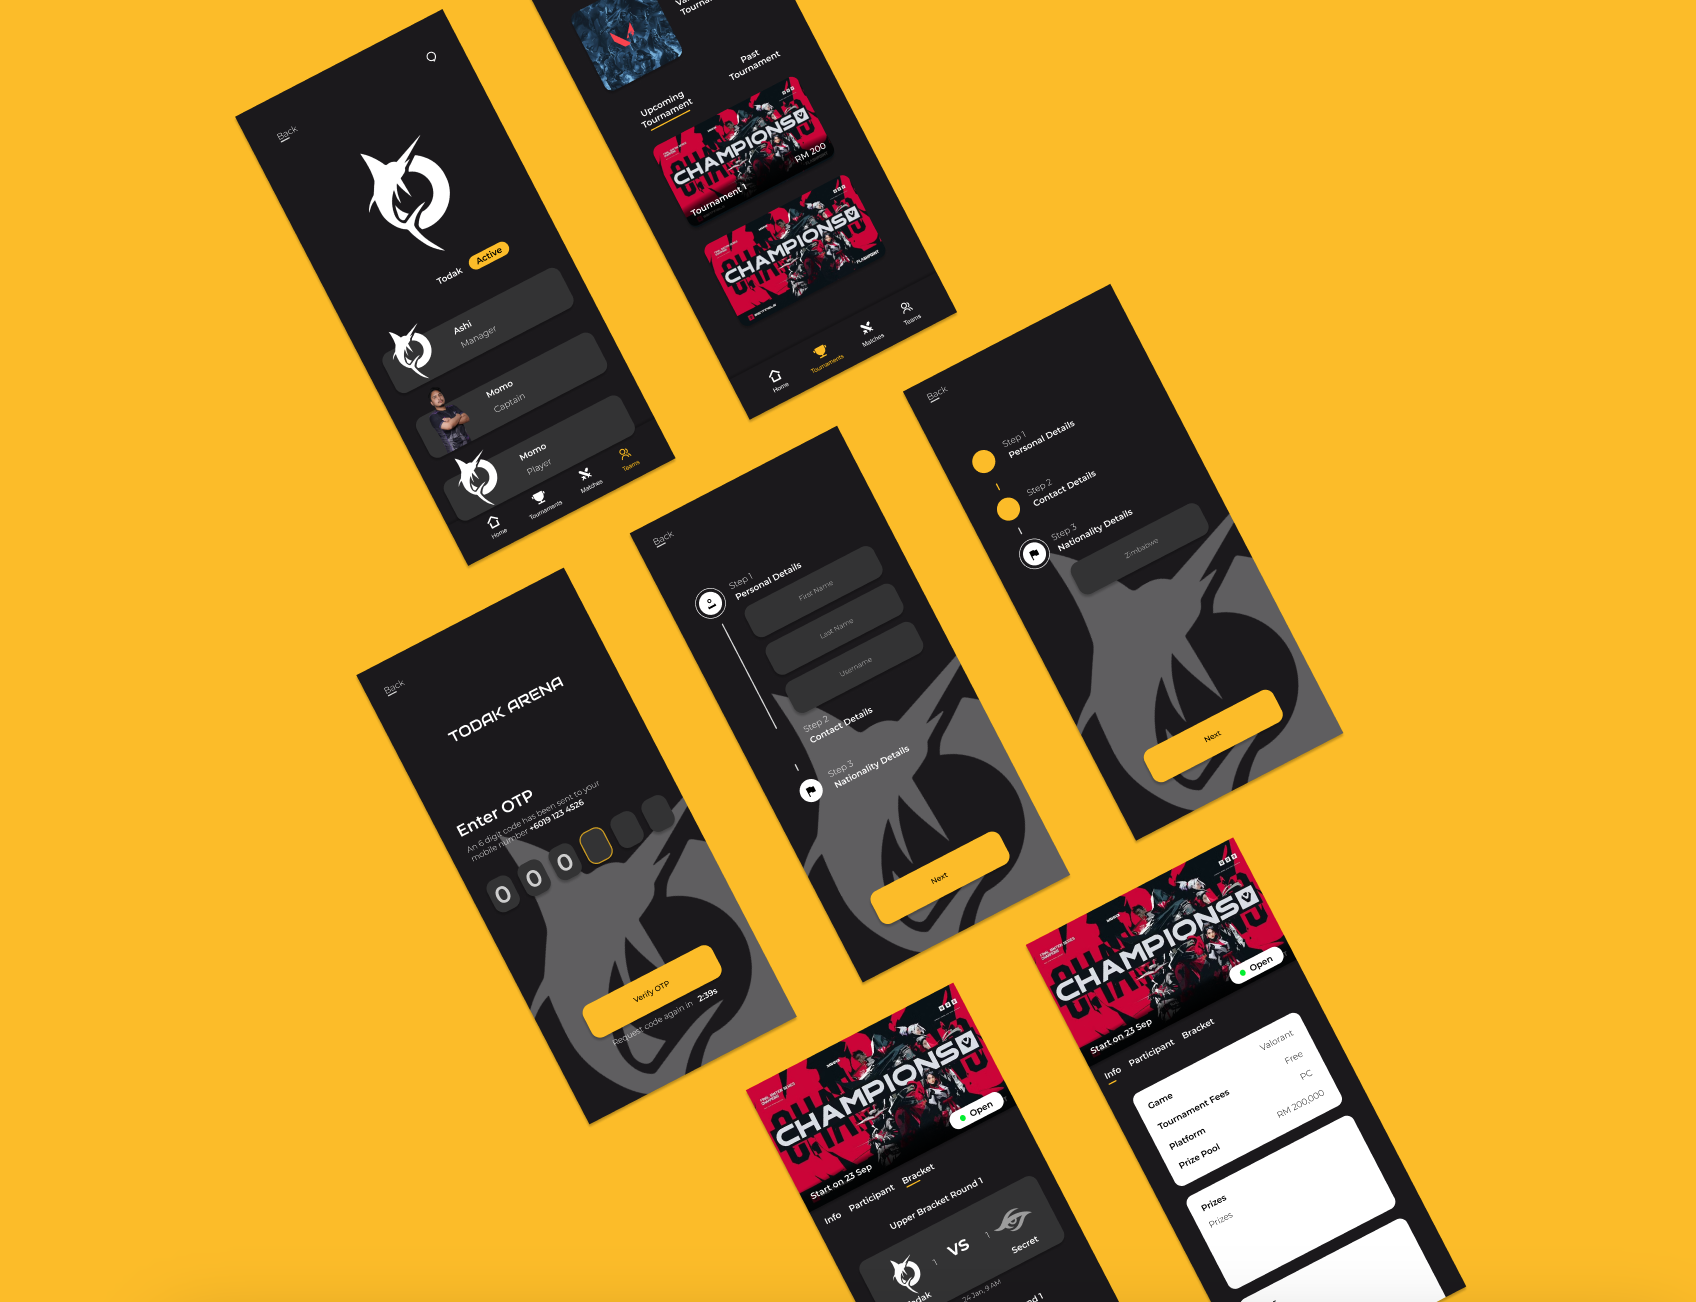 Back
Todak
Active
Ashi
Manager
Momo
Captain
Momo
Player
Home
Tournaments
Matches
Teams
Past
Tournament
Upcoming
Tournament
CHAMPIONS
RM 200
Tournament 1
CHAMPIONS
Home
Tournaments
Matches
Teams
Back
Step 1
Personal Details
Step 2
Contact Details
Step 3
Nationality Details
Zimbabwe
Next
Back
Step 1
Personal Details
First Name
Last Name
Username
Step 2
Contact Details
Step 3
Nationality Details
Next
Back
TODAK ARENA
Enter OTP
An 6 digit code has been sent to your
mobile number +6019 123 4526
0 0 0
Verify OTP
Request code again in 2:39s
CHAMPIONS
Open
Start on 23 Sep
Info Participant Bracket
Upper Bracket Round 1
1 VS 1
Secret
24 Jan, 9 AM
CHAMPIONS
Open
Start on 23 Sep
Info Participant Bracket
Game Valorant
Tournament Fees Free
Platform PC
Prize Pool RM 200,000
Prizes
Prizes